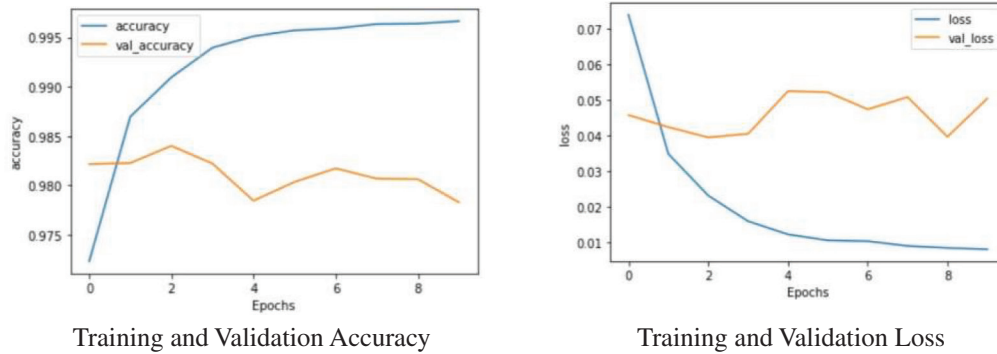 accuracy
val_accuracy
0.995
0.990
0.985
0.980
0.975
accuracy
0 2 4 6 8
Epochs
Training and Validation Accuracy
loss
val_loss
0.07
0.06
0.05
0.04
0.03
0.02
0.01
loss
0 2 4 6 8
Epochs
Training and Validation Loss